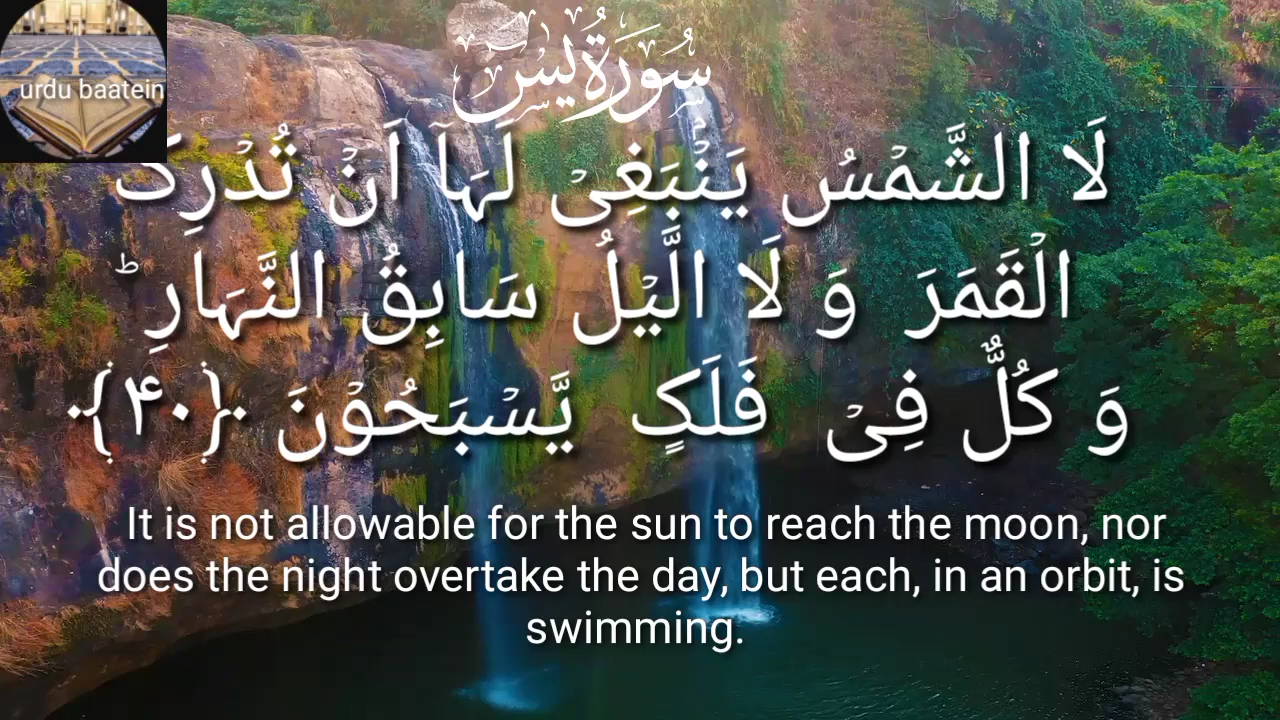 urdu baatein
سُورَةُ يٰسٓ
لَا الشَّمْسُ یَنْۢبَغِیْ لَہَاۤ اَنْ تُدْرِکَ
الْقَمَرَ وَ لَا الَّیْلُ سَابِقُ النَّہَارِ ؕ
وَ کُلٌّ فِیْ فَلَکٍ یَّسْبَحُوْنَ ﴿۴۰﴾
It is not allowable for the sun to reach the moon, nor
does the night overtake the day, but each, in an orbit, is
swimming.